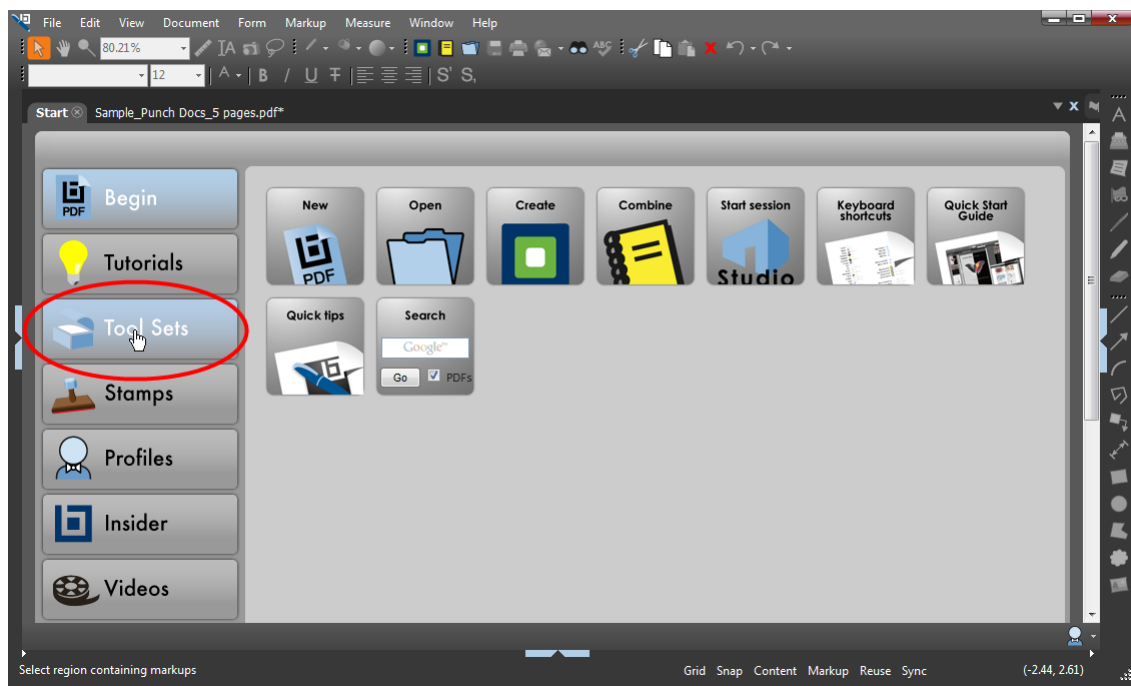 File Edit View Document Form Markup Measure Window Help
80.21% IA ABC
12 A B / U T S' S,
Start Sample_Punch Docs_5 pages.pdf*
Begin
PDF
Tutorials
Tool Sets
Stamps
Profiles
Insider
Videos
New
PDF
Open
Create
Combine
Start session
Studio
Keyboard
shortcuts
Quick Start
Guide
Quick tips
Search
Google™
Go PDFs
A
Select region containing markups Grid Snap Content Markup Reuse Sync (-2.44, 2.61)